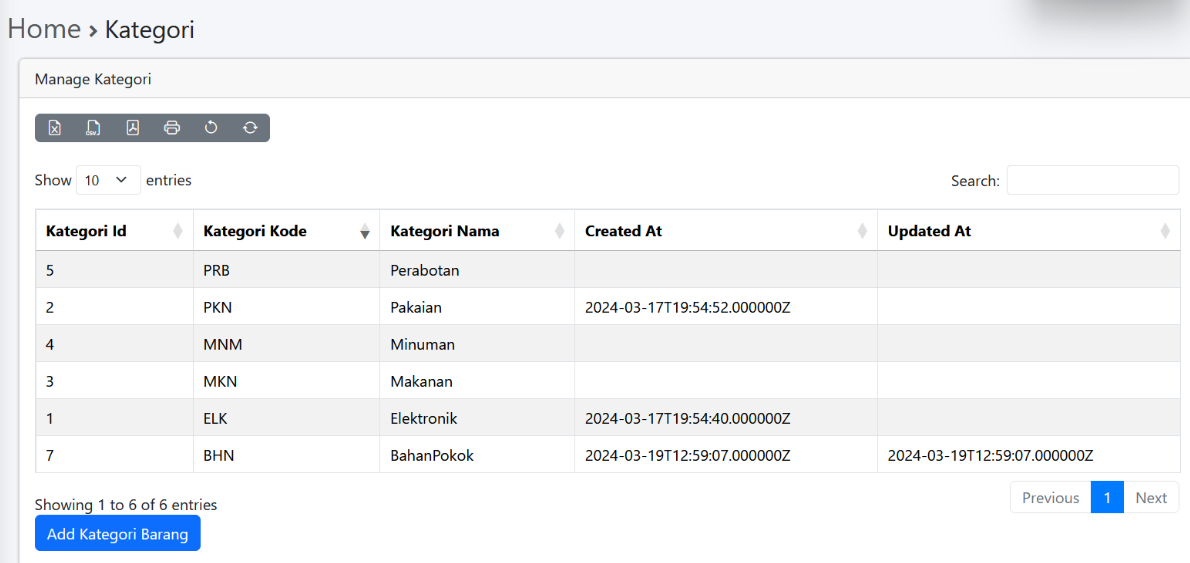 Home › Kategori
Manage Kategori
CSV
Show 10 entries Search:
Kategori Id Kategori Kode Kategori Nama Created At Updated At
5 PRB Perabotan
2 PKN Pakaian 2024-03-17T19:54:52.000000Z
4 MNM Minuman
3 MKN Makanan
1 ELK Elektronik 2024-03-17T19:54:40.000000Z
7 BHN BahanPokok 2024-03-19T12:59:07.000000Z 2024-03-19T12:59:07.000000Z
Showing 1 to 6 of 6 entries Previous 1 Next
Add Kategori Barang